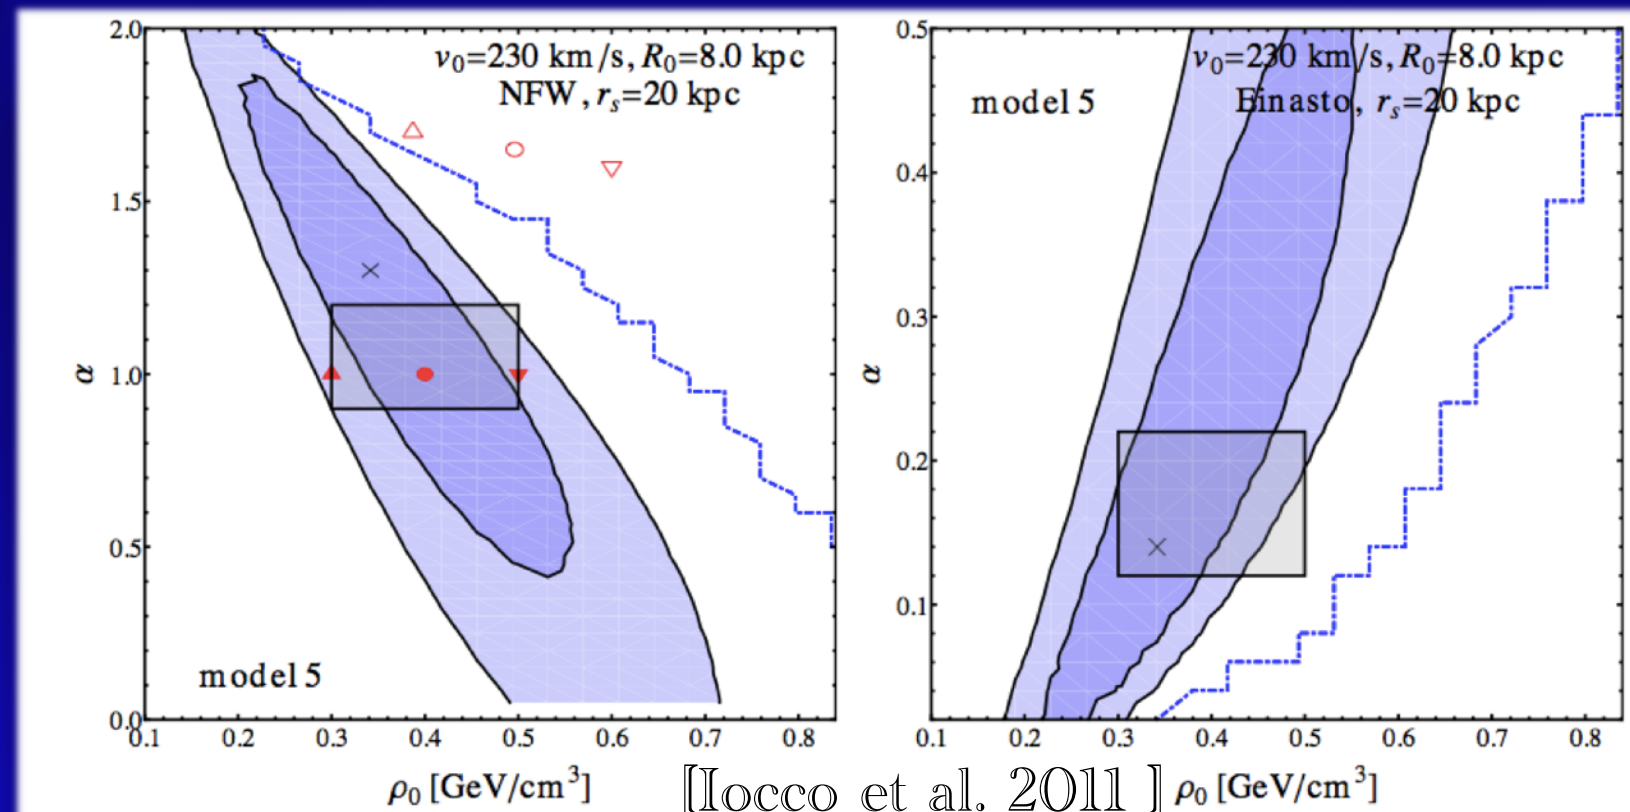 2.0
1.5
1.0
0.5
0.0
α
v₀=230 km/s, R₀=8.0 kpc
NFW, rₛ=20 kpc
model 5
0.1 0.2 0.3 0.4 0.5 0.6 0.7 0.8
ρ₀ [GeV/cm³]
0.5
0.4
0.3
0.2
0.1
α
v₀=230 km/s, R₀=8.0 kpc
model 5 Einasto, rₛ=20 kpc
0.1 0.2 0.3 0.4 0.5 0.6 0.7 0.8
ρ₀ [GeV/cm³]
[Iocco et al. 2011 ]